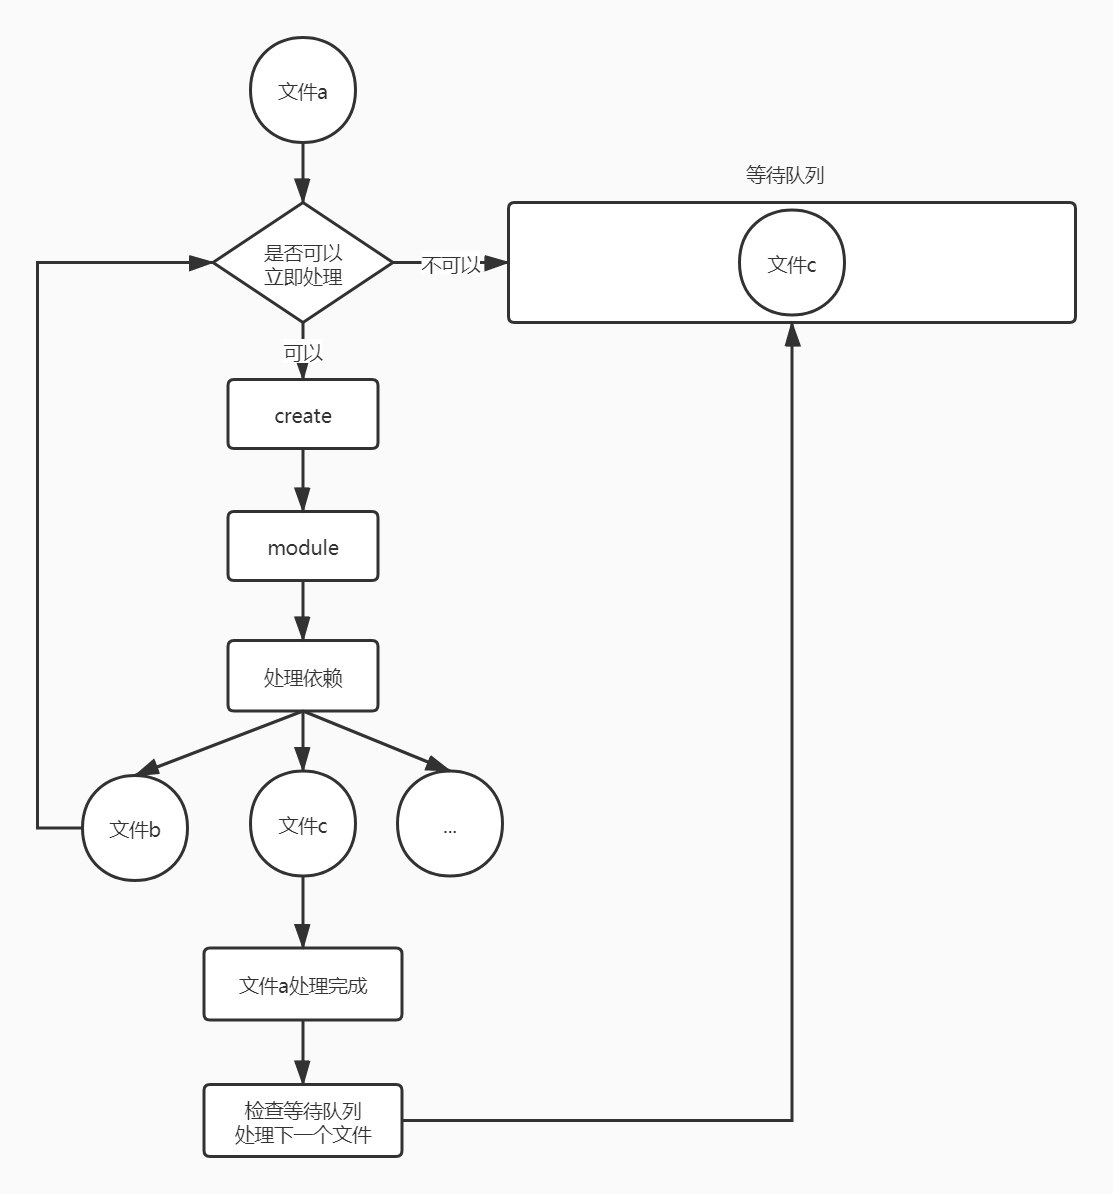 文件a
等待队列
是否可以
立即处理
不可以
文件c
可以
create
module
处理依赖
文件b
文件c
...
文件a处理完成
检查等待队列
处理下一个文件